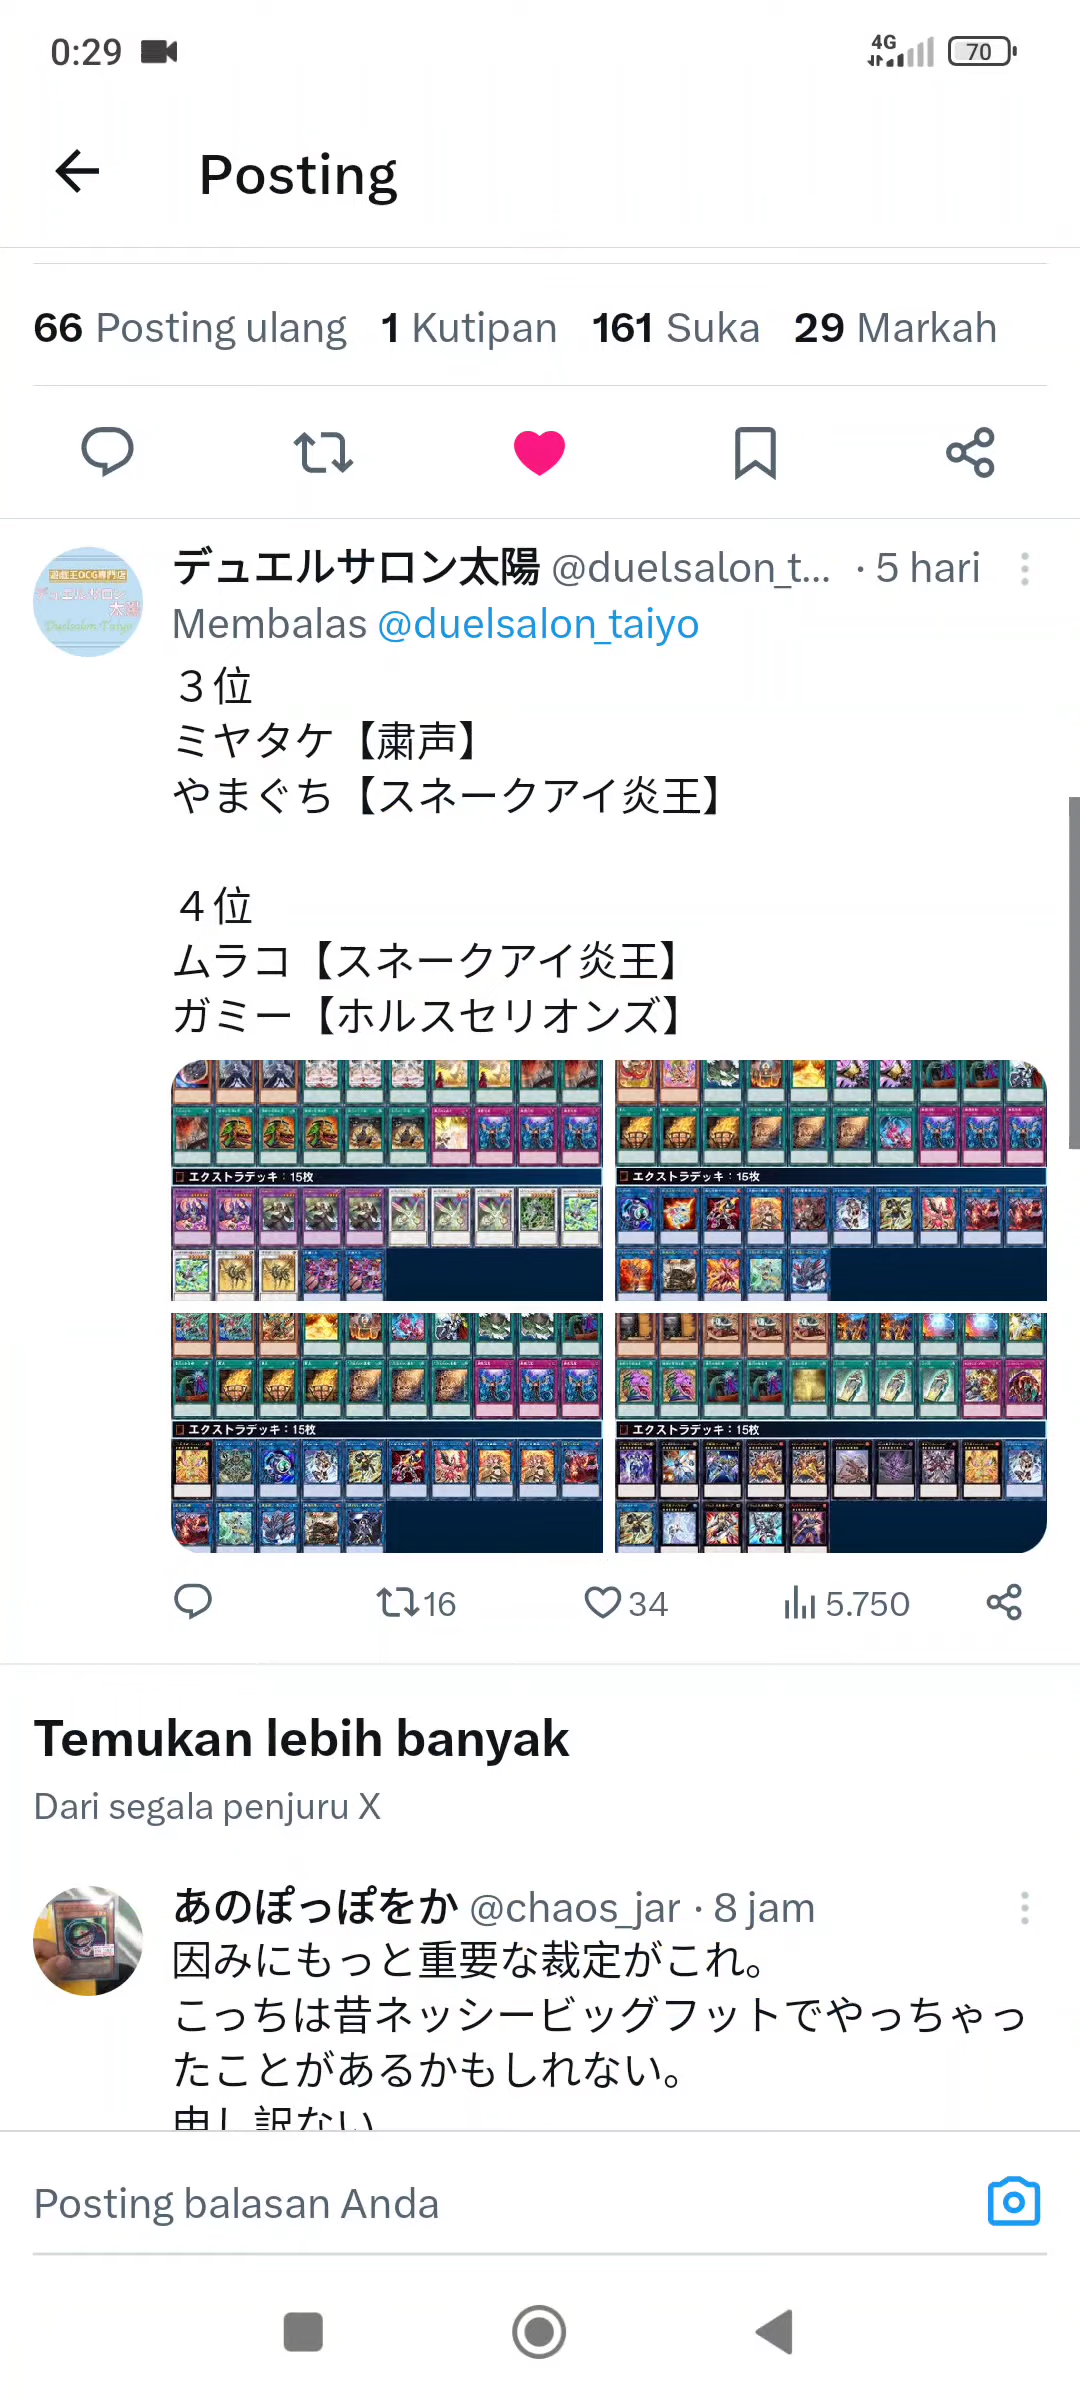 0:29
4G
70
Posting
66 Posting ulang 1 Kutipan 161 Suka 29 Markah
デュエルサロン太陽 @duelsalon_t... · 5 hari
Membalas @duelsalon_taiyo
３位
ミヤタケ【粛声】
やまぐち【スネークアイ炎王】
４位
ムラコ【スネークアイ炎王】
ガミー【ホルスセリオンズ】
エクストラデッキ：15枚
エクストラデッキ：15枚
エクストラデッキ：15枚
エクストラデッキ：15枚
16 34 5.750
Temukan lebih banyak
Dari segala penjuru X
あのぽっぽをか @chaos_jar · 8 jam
因みにもっと重要な裁定がこれ。
こっちは昔ネッシービッグフットでやっちゃっ
たことがあるかもしれない。
申し訳ない
Posting balasan Anda